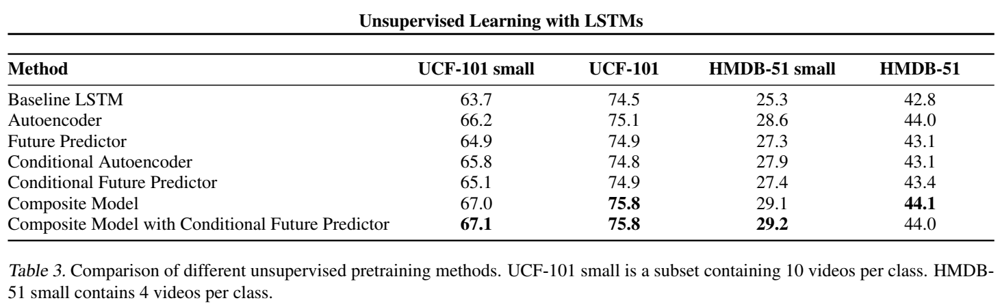 Unsupervised Learning with LSTMs
Method UCF-101 small UCF-101 HMDB-51 small HMDB-51
Baseline LSTM 63.7 74.5 25.3 42.8
Autoencoder 66.2 75.1 28.6 44.0
Future Predictor 64.9 74.9 27.3 43.1
Conditional Autoencoder 65.8 74.8 27.9 43.1
Conditional Future Predictor 65.1 74.9 27.4 43.4
Composite Model 67.0 75.8 29.1 44.1
Composite Model with Conditional Future Predictor 67.1 75.8 29.2 44.0
Table 3. Comparison of different unsupervised pretraining methods. UCF-101 small is a subset containing 10 videos per class. HMDB-
51 small contains 4 videos per class.